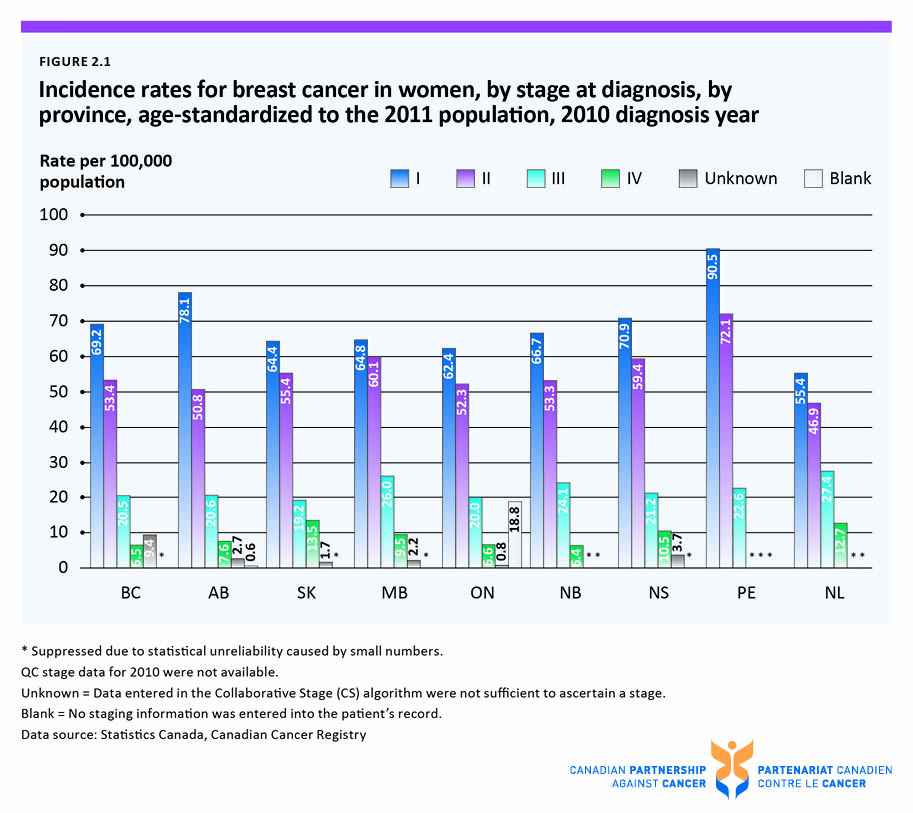 FIGURE 2.1
Incidence rates for breast cancer in women, by stage at diagnosis, by
province, age-standardized to the 2011 population, 2010 diagnosis year
Rate per 100,000
population
I II III IV Unknown Blank
100
90
80
70
60
50
40
30
20
10
0
69.2 53.4 20.5 6.5 9.4 *
78.1 50.8 20.6 7.6 2.7 0.6
64.4 55.4 19.2 13.5 1.7 *
64.8 60.1 26.0 9.5 2.2 *
62.4 52.3 20.0 6.6 0.8 18.8
66.7 53.3 24.1 6.4 * *
70.9 59.4 21.2 10.5 3.7 *
90.5 72.1 22.6 * * *
55.4 46.9 27.4 12.7 * *
BC AB SK MB ON NB NS PE NL
* Suppressed due to statistical unreliability caused by small numbers.
QC stage data for 2010 were not available.
Unknown = Data entered in the Collaborative Stage (CS) algorithm were not sufficient to ascertain a stage.
Blank = No staging information was entered into the patient’s record.
Data source: Statistics Canada, Canadian Cancer Registry
CANADIAN PARTNERSHIP
AGAINST CANCER
PARTENARIAT CANADIEN
CONTRE LE CANCER